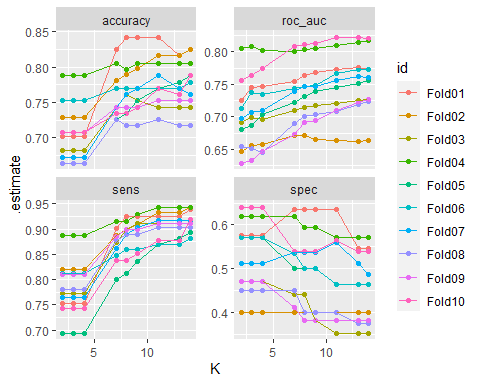 accuracy
roc_auc
0.85
0.80
0.75
0.70
0.80
0.75
0.70
0.65
sens
spec
0.95
0.90
0.85
0.80
0.75
0.70
0.6
0.5
0.4
5
10
5
10
K
.estimate
id
Fold01
Fold02
Fold03
Fold04
Fold05
Fold06
Fold07
Fold08
Fold09
Fold10